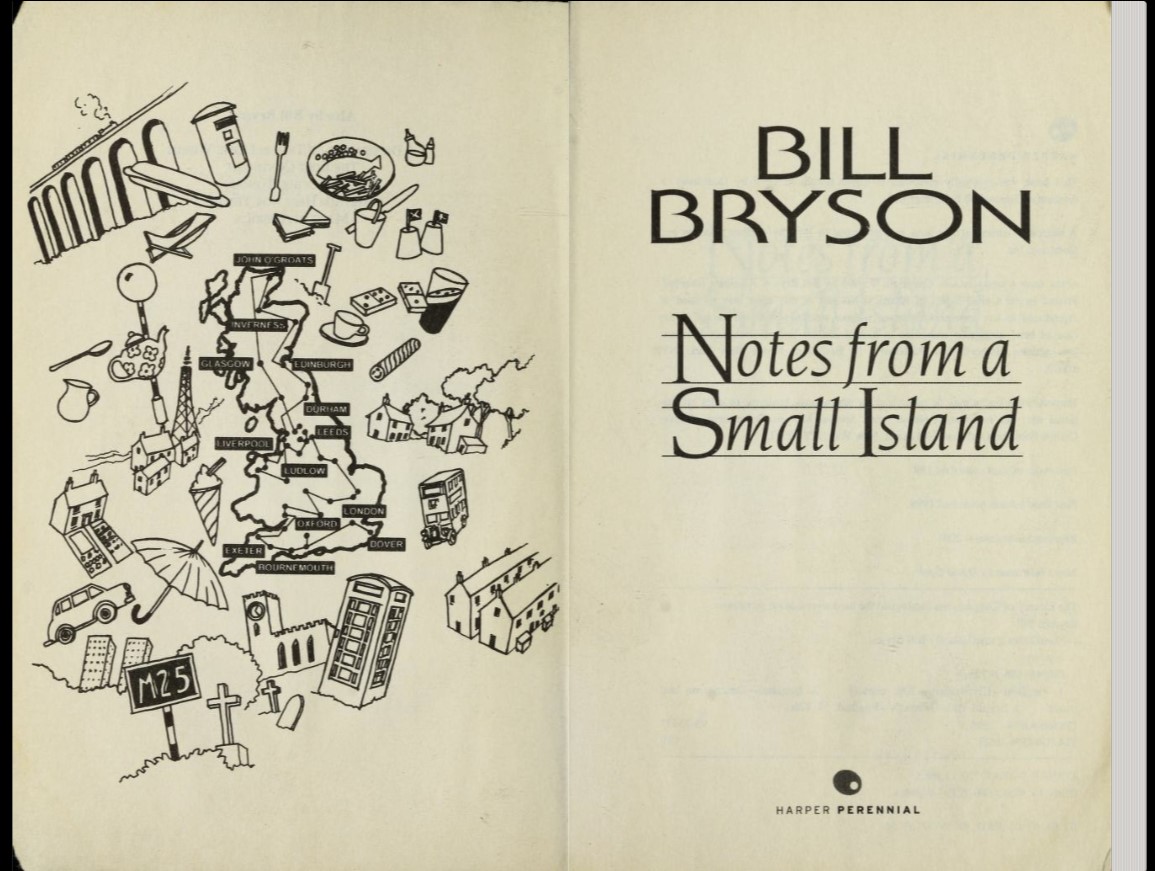 JOHN O'GROATS
INVERNESS
GLASGOW
EDINBURGH
DURHAM
LEEDS
LIVERPOOL
LUDLOW
LONDON
OXFORD
DOVER
EXETER
BOURNEMOUTH
M25
BILL
BRYSON
Notes from a
Small Island
HARPER PERENNIAL